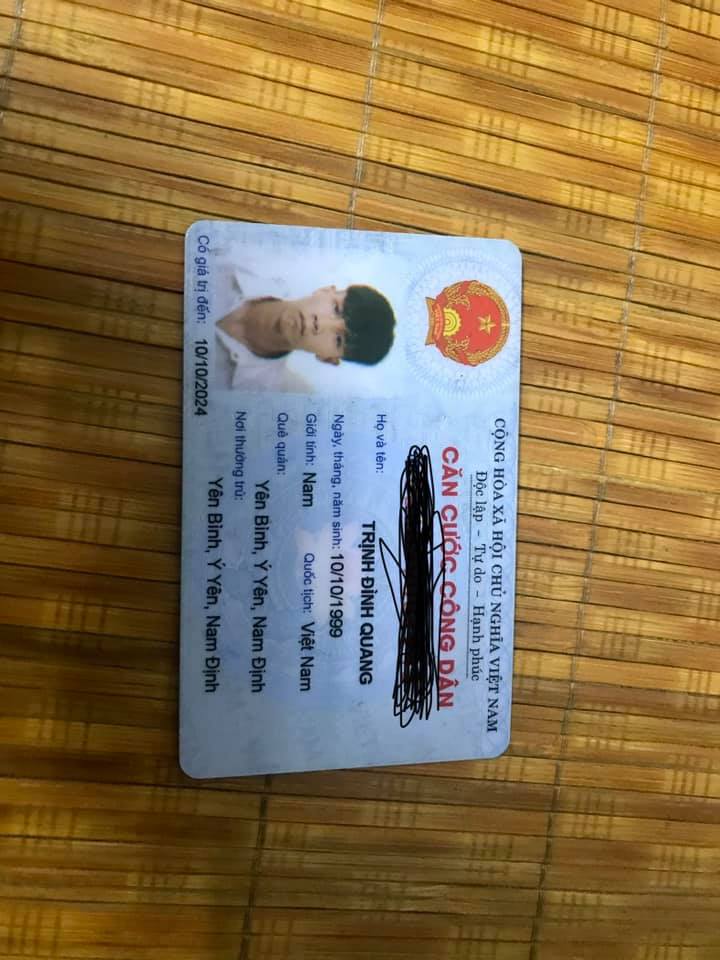 CỘNG HÒA XÃ HỘI CHỦ NGHĨA VIỆT NAM
Độc lập – Tự do – Hạnh phúc
CĂN CƯỚC CÔNG DÂN
Họ và tên:
TRỊNH ĐÌNH QUANG
Ngày, tháng, năm sinh: 10/10/1999
Giới tính: Nam Quốc tịch: Việt Nam
Quê quán:
Yên Bình, Ý Yên, Nam Định
Nơi thường trú:
Yên Bình, Ý Yên, Nam Định
Có giá trị đến: 10/10/2024